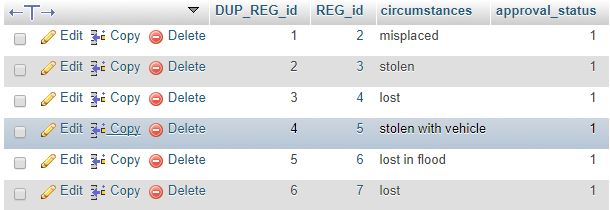 DUP_REG_id REG_id circumstances approval_status
Edit Copy Delete 1 2 misplaced 1
Edit Copy Delete 2 3 stolen 1
Edit Copy Delete 3 4 lost 1
Edit Copy Delete 4 5 stolen with vehicle 1
Edit Copy Delete 5 6 lost in flood 1
Edit Copy Delete 6 7 lost 1